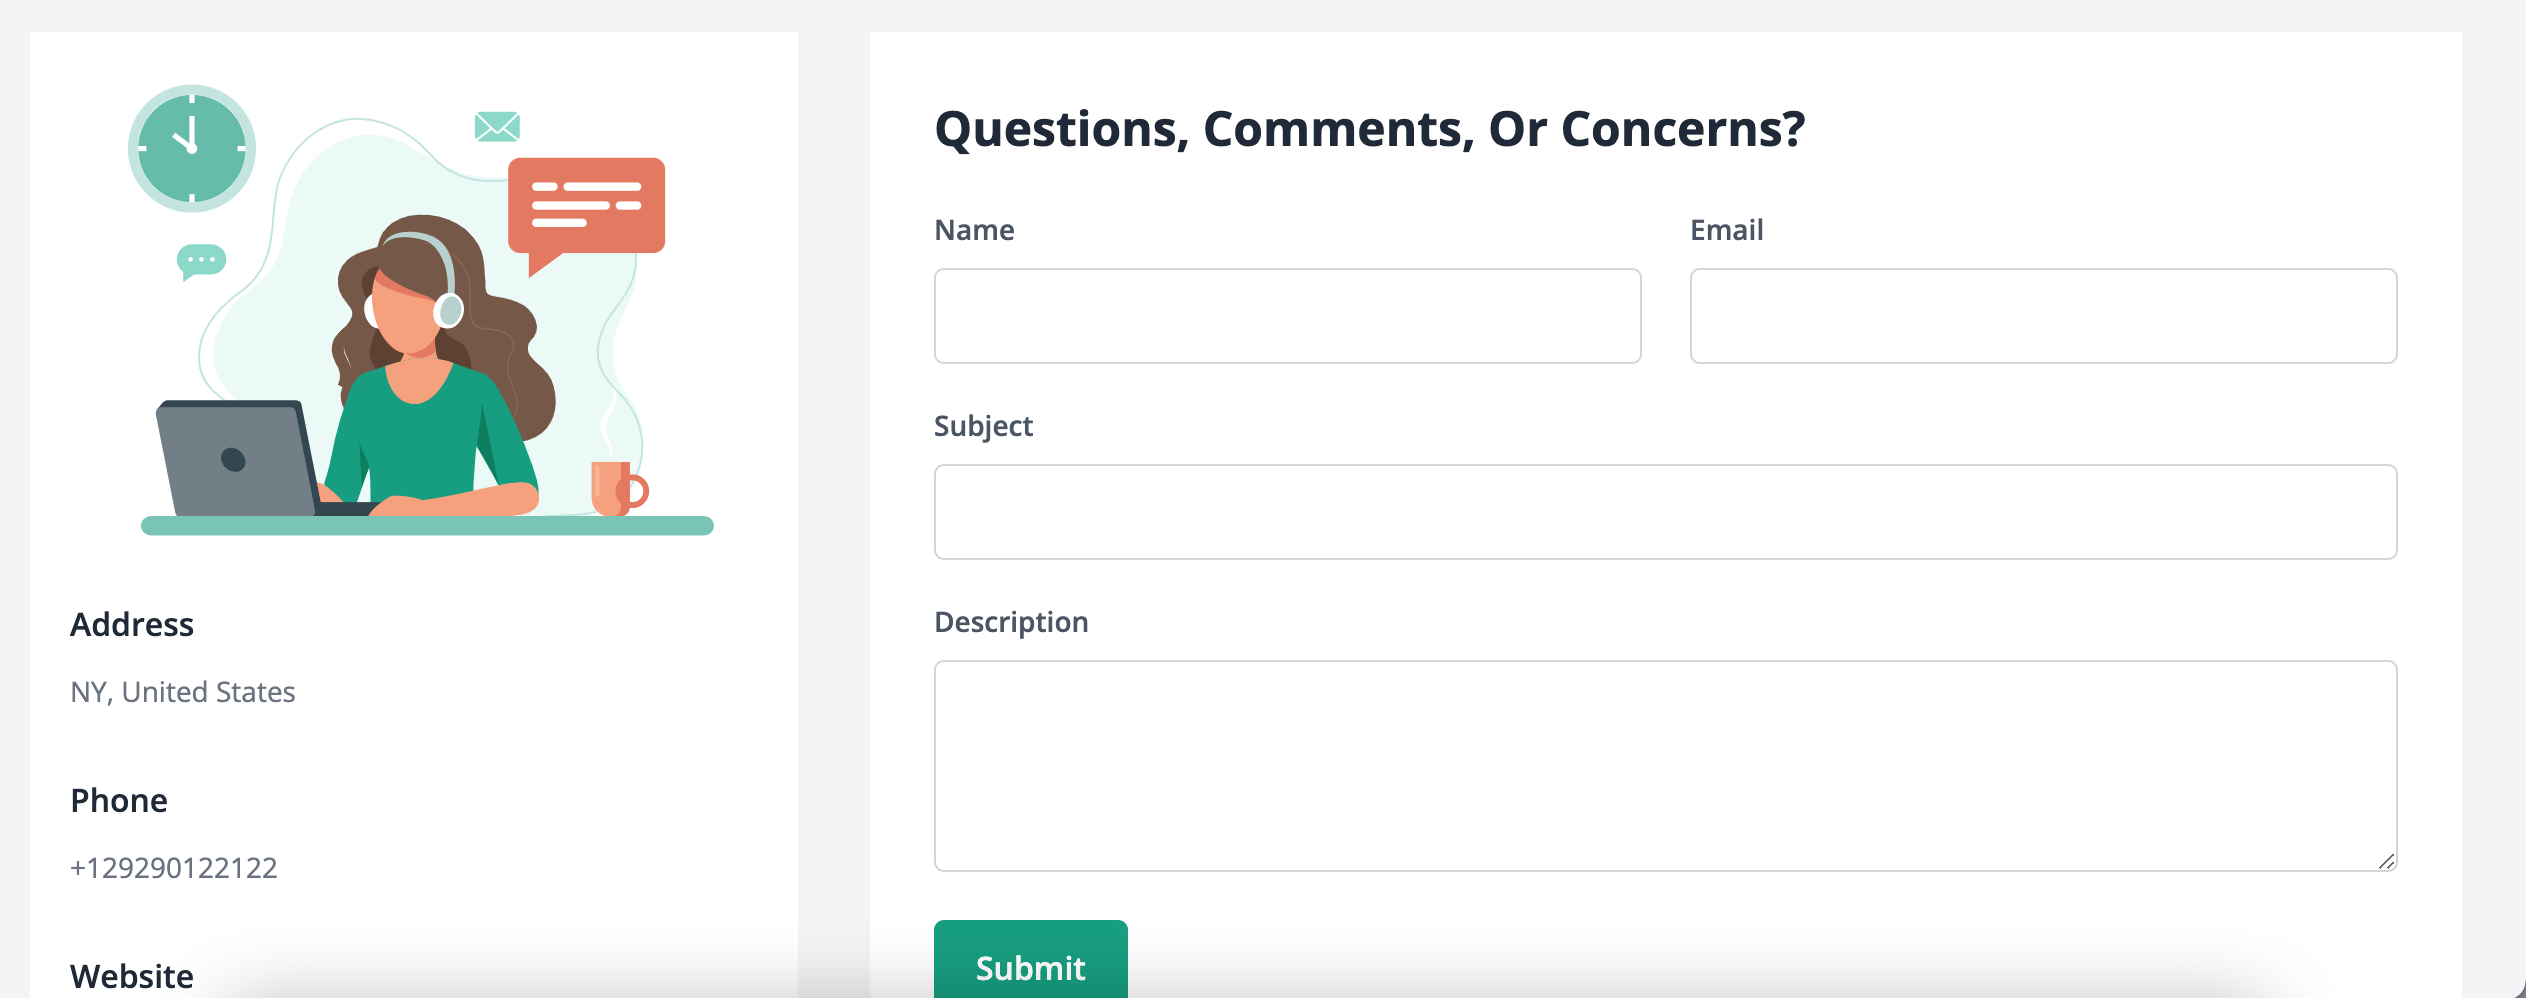 Address
NY, United States
Phone
+129290122122
Website
Questions, Comments, Or Concerns?
Name
Email
Subject
Description
Submit